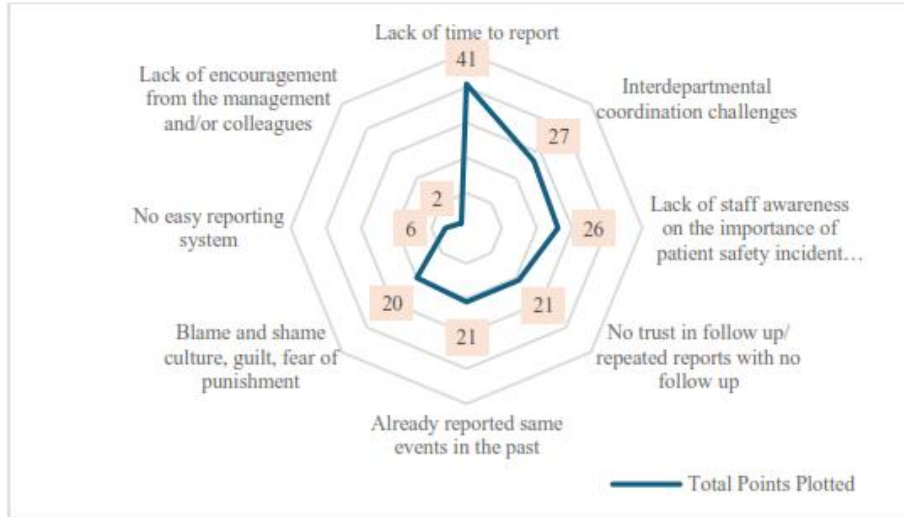 Lack of time to report
41
Interdepartmental
coordination challenges
27
Lack of staff awareness
on the importance of
patient safety incident…
26
No trust in follow up/
repeated reports with no
follow up
21
Already reported same
events in the past
21
Blame and shame
culture, guilt, fear of
punishment
20
No easy reporting
system
6
Lack of encouragement
from the management
and/or colleagues
2
Total Points Plotted